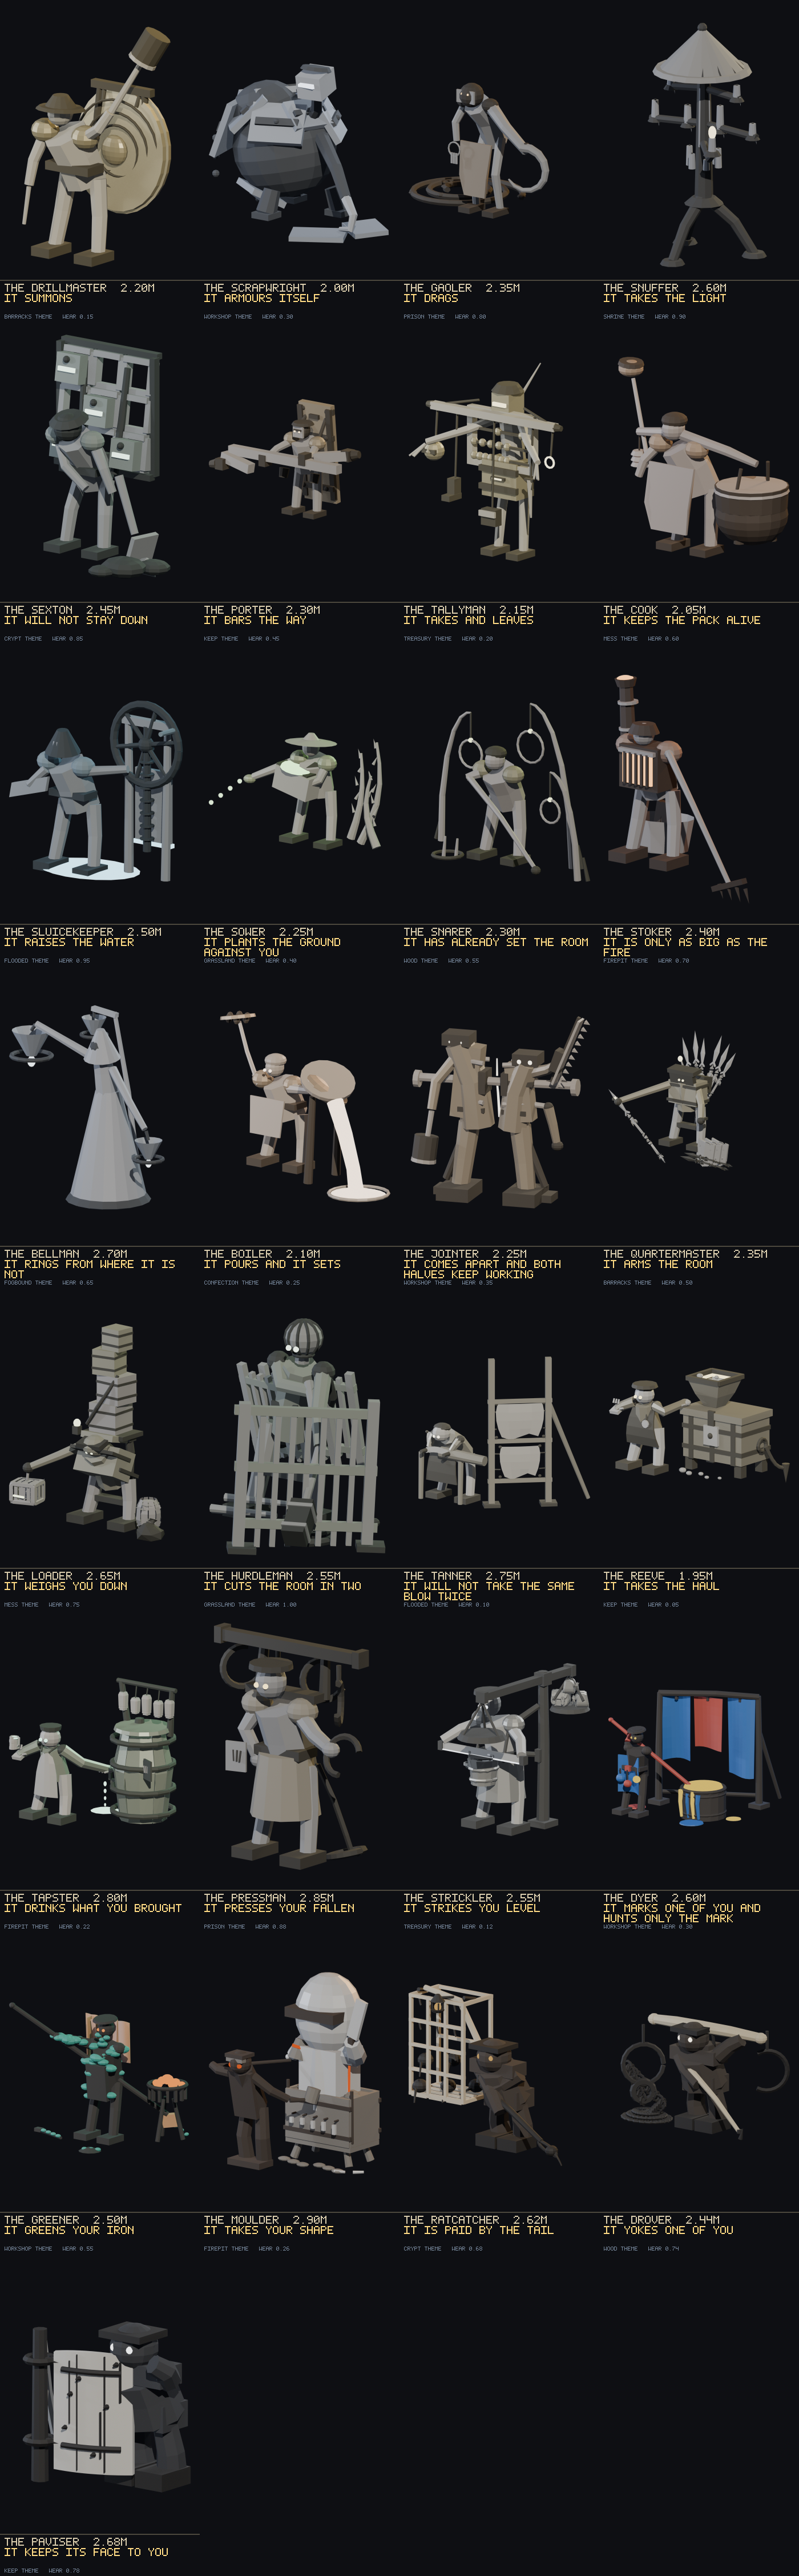 THE DRILLMASTER 2.20M
IT SUMMONS
BARRACKS THEME WEAR 0.15
THE SCRAPWRIGHT 2.00M
IT ARMOURS ITSELF
WORKSHOP THEME WEAR 0.30
THE GAOLER 2.35M
IT DRAGS
PRISON THEME WEAR 0.80
THE SNUFFER 2.60M
IT TAKES THE LIGHT
SHRINE THEME WEAR 0.90
THE SEXTON 2.45M
IT WILL NOT STAY DOWN
CRYPT THEME WEAR 0.85
THE PORTER 2.30M
IT BARS THE WAY
KEEP THEME WEAR 0.45
THE TALLYMAN 2.15M
IT TAKES AND LEAVES
TREASURY THEME WEAR 0.20
THE COOK 2.05M
IT KEEPS THE PACK ALIVE
MESS THEME WEAR 0.60
THE SLUICEKEEPER 2.50M
IT RAISES THE WATER
FLOODED THEME WEAR 0.95
THE SOWER 2.25M
IT PLANTS THE GROUND
AGAINST YOU
GRASSLAND THEME WEAR 0.40
THE SNARER 2.30M
IT HAS ALREADY SET THE ROOM
WOOD THEME WEAR 0.55
THE STOKER 2.40M
IT IS ONLY AS BIG AS THE
FIRE
FIREPIT THEME WEAR 0.70
THE BELLMAN 2.70M
IT RINGS FROM WHERE IT IS
NOT
FOGBOUND THEME WEAR 0.65
THE BOILER 2.10M
IT POURS AND IT SETS
CONFECTION THEME WEAR 0.25
THE JOINTER 2.25M
IT COMES APART AND BOTH
HALVES KEEP WORKING
WORKSHOP THEME WEAR 0.35
THE QUARTERMASTER 2.35M
IT ARMS THE ROOM
BARRACKS THEME WEAR 0.50
THE LOADER 2.65M
IT WEIGHS YOU DOWN
MESS THEME WEAR 0.75
THE HURDLEMAN 2.55M
IT CUTS THE ROOM IN TWO
GRASSLAND THEME WEAR 1.00
THE TANNER 2.75M
IT WILL NOT TAKE THE SAME
BLOW TWICE
FLOODED THEME WEAR 0.10
THE REEVE 1.95M
IT TAKES THE HAUL
KEEP THEME WEAR 0.05
THE TAPSTER 2.80M
IT DRINKS WHAT YOU BROUGHT
FIREPIT THEME WEAR 0.22
THE PRESSMAN 2.85M
IT PRESSES YOUR FALLEN
PRISON THEME WEAR 0.88
THE STRICKLER 2.55M
IT STRIKES YOU LEVEL
TREASURY THEME WEAR 0.12
THE DYER 2.60M
IT MARKS ONE OF YOU AND
HUNTS ONLY THE MARK
WORKSHOP THEME WEAR 0.30
THE GREENER 2.50M
IT GREENS YOUR IRON
WORKSHOP THEME WEAR 0.55
THE MOULDER 2.90M
IT TAKES YOUR SHAPE
FIREPIT THEME WEAR 0.26
THE RATCATCHER 2.62M
IT IS PAID BY THE TAIL
CRYPT THEME WEAR 0.68
THE DROVER 2.44M
IT YOKES ONE OF YOU
WOOD THEME WEAR 0.74
THE PAVISER 2.68M
IT KEEPS ITS FACE TO YOU
KEEP THEME WEAR 0.78